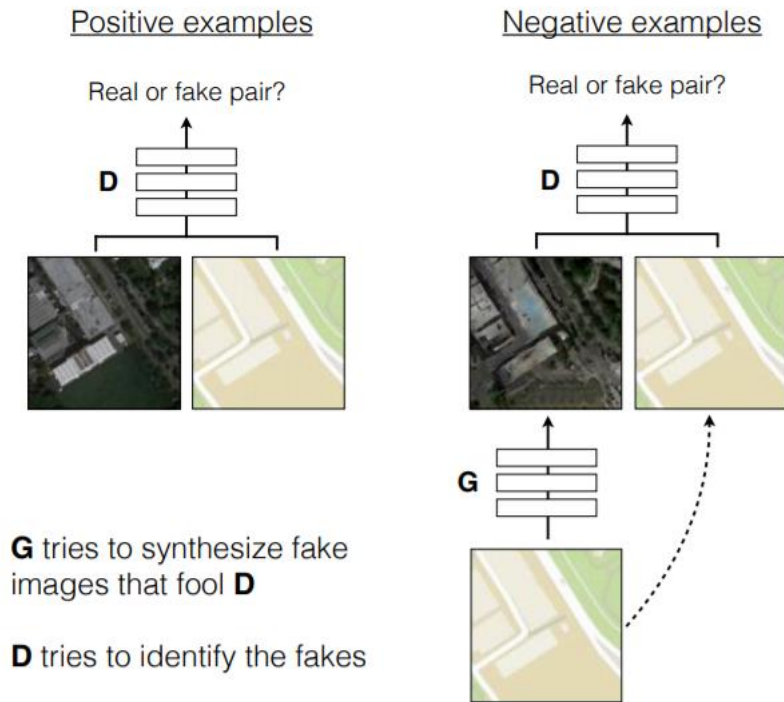 Positive examples
Real or fake pair?
D
Negative examples
Real or fake pair?
D
G
G tries to synthesize fake
images that fool D
D tries to identify the fakes